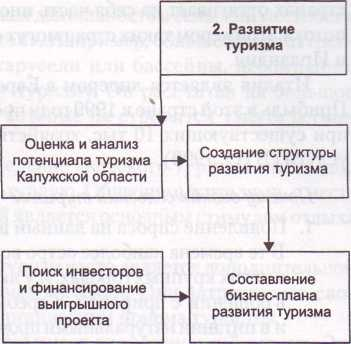 2. Развитие
туризма
Оценка и анализ
потенциала туризма
Калужской области
Создание структуры
развития туризма
Поиск инвесторов
и финансирование
выигрышного
проекта
Составление
бизнес-плана
развития туризма